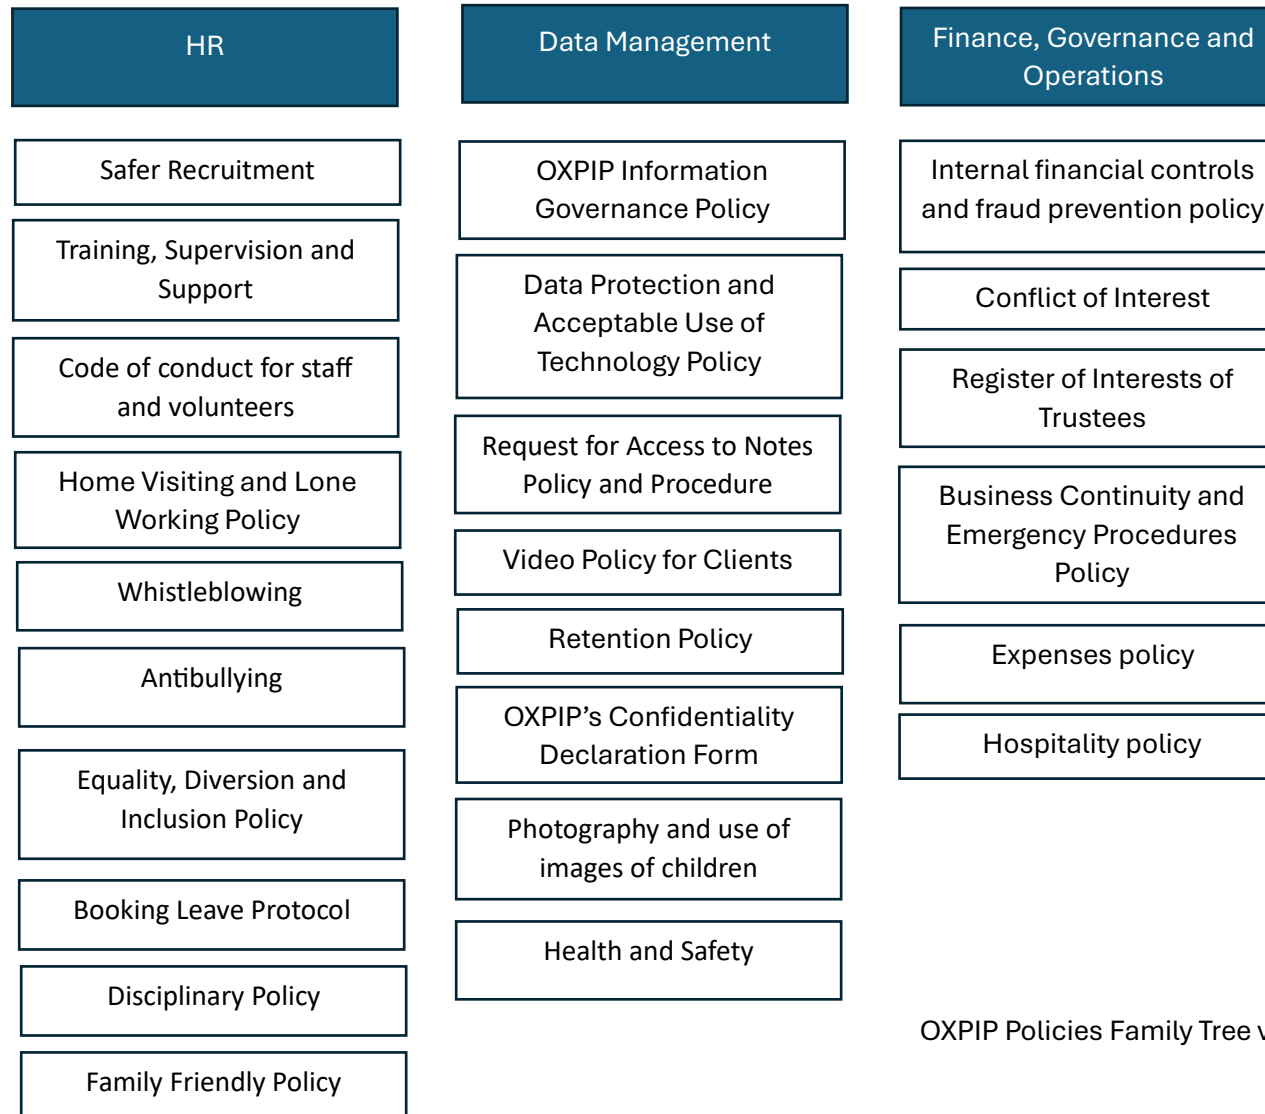 HR
Safer Recruitment
Training, Supervision and
Support
Code of conduct for staff
and volunteers
Home Visiting and Lone
Working Policy
Whistleblowing
Antibullying
Equality, Diversion and
Inclusion Policy
Booking Leave Protocol
Disciplinary Policy
Family Friendly Policy
Data Management
OXPIP Information
Governance Policy
Data Protection and
Acceptable Use of
Technology Policy
Request for Access to Notes
Policy and Procedure
Video Policy for Clients
Retention Policy
OXPIP’s Confidentiality
Declaration Form
Photography and use of
images of children
Health and Safety
Finance, Governance and
Operations
Internal financial controls
and fraud prevention policy
Conflict of Interest
Register of Interests of
Trustees
Business Continuity and
Emergency Procedures
Policy
Expenses policy
Hospitality policy
OXPIP Policies Family Tree v